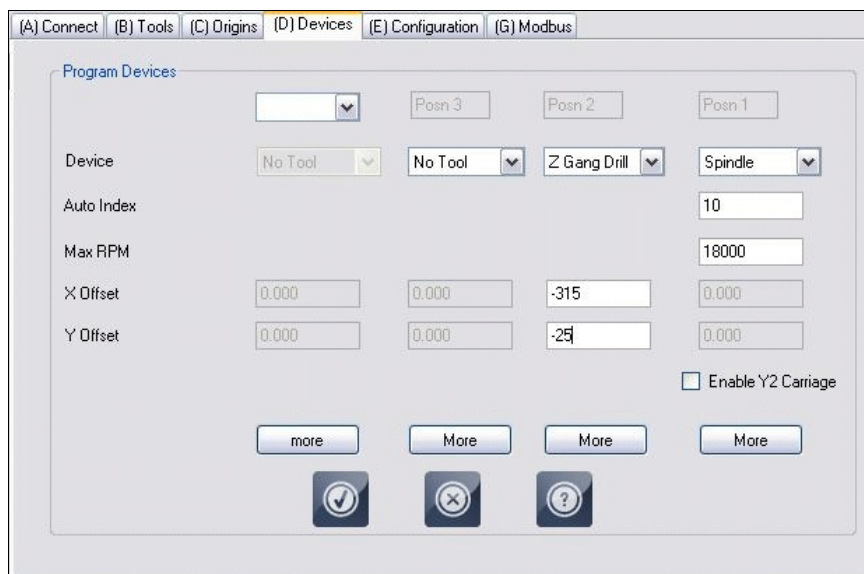 (A) Connect (B) Tools (C) Origins (D) Devices (E) Configuration (G) Modbus
Program Devices
Posn 3 Posn 2 Posn 1
Device No Tool No Tool Z Gang Drill Spindle
Auto Index 10
Max RPM 18000
X Offset 0.000 0.000 -315 0.000
Y Offset 0.000 0.000 -25 0.000
Enable Y2 Carriage
more More More More
?